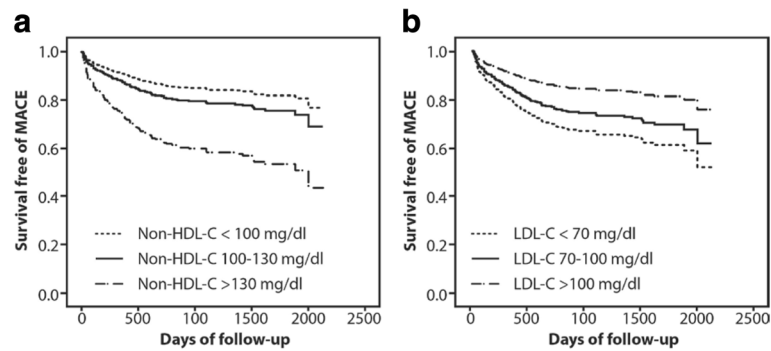 a
1.0
0.8
0.6
0.4
0.2
0.0
Survival free of MACE
Non-HDL-C < 100 mg/dl
Non-HDL-C 100-130 mg/dl
Non-HDL-C >130 mg/dl
0 500 1000 1500 2000 2500
Days of follow-up
b
1.0
0.8
0.6
0.4
0.2
0.0
Survival free of MACE
LDL-C < 70 mg/dl
LDL-C 70-100 mg/dl
LDL-C >100 mg/dl
0 500 1000 1500 2000 2500
Days of follow-up